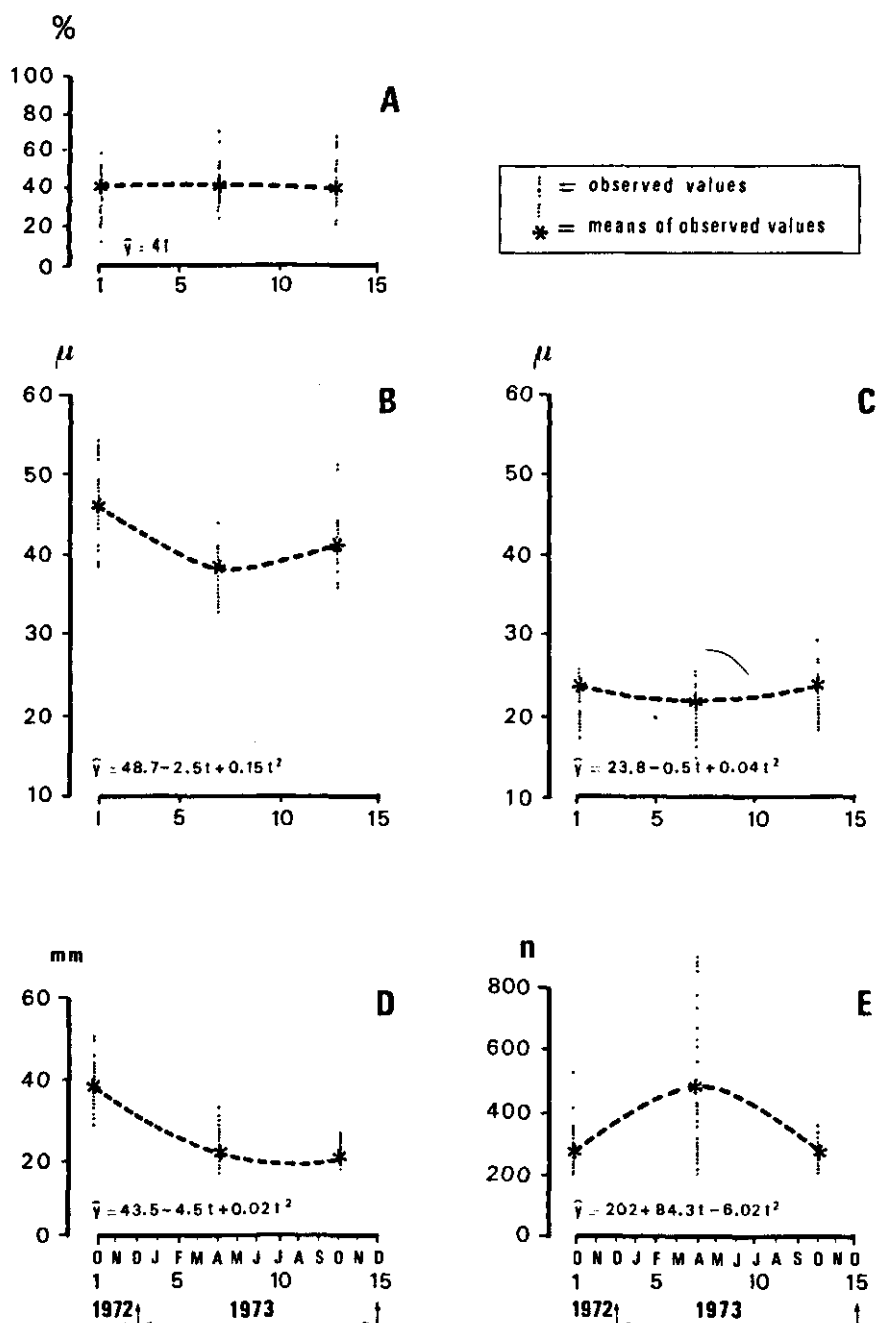 %
A
100
80
60
40
20
0
ŷ = 41
1 5 10 15
⁝ = observed values
* = means of observed values
μ
B
60
50
40
30
20
10
ŷ = 48.7-2.5t+0.15t²
1 5 10 15
μ
C
60
50
40
30
20
10
ŷ = 23.8-0.5t+0.04t²
1 5 10 15
mm
D
60
40
20
0
ŷ = 43.5-4.5t+0.02t²
O N D J F M A M J J A S O N D
1 5 10 15
1972 1973
n
E
800
600
400
200
0
ŷ = 202+84.3t-6.02t²
O N D J F M A M J J A S O N D
1 5 10 15
1972 1973